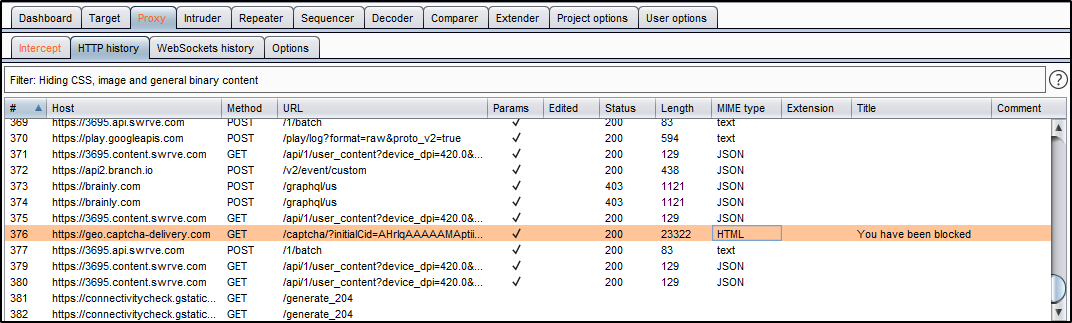 Dashboard Target Proxy Intruder Repeater Sequencer Decoder Comparer Extender Project options User options
Intercept HTTP history WebSockets history Options
Filter: Hiding CSS, image and general binary content ?
# Host Method URL Params Edited Status Length MIME type Extension Title Comment
369 https://3695.api.swrve.com POST /1/batch ✓ 200 83 text
370 https://play.googleapis.com POST /play/log?format=raw&proto_v2=true ✓ 200 594 text
371 https://3695.content.swrve.com GET /api/1/user_content?device_dpi=420.0&... ✓ 200 129 JSON
372 https://api2.branch.io POST /v2/event/custom ✓ 200 438 JSON
373 https://brainly.com POST /graphql/us ✓ 403 1121 JSON
374 https://brainly.com POST /graphql/us ✓ 403 1121 JSON
375 https://3695.content.swrve.com GET /api/1/user_content?device_dpi=420.0&... ✓ 200 129 JSON
376 https://geo.captcha-delivery.com GET /captcha/?initialCid=AHrlqAAAAAMAptii... ✓ 200 23322 HTML You have been blocked
377 https://3695.api.swrve.com POST /1/batch ✓ 200 83 text
379 https://3695.content.swrve.com GET /api/1/user_content?device_dpi=420.0&... ✓ 200 129 JSON
380 https://3695.content.swrve.com GET /api/1/user_content?device_dpi=420.0&... ✓ 200 129 JSON
381 https://connectivitycheck.gstatic... GET /generate_204
382 https://connectivitycheck.gstatic... GET /generate_204